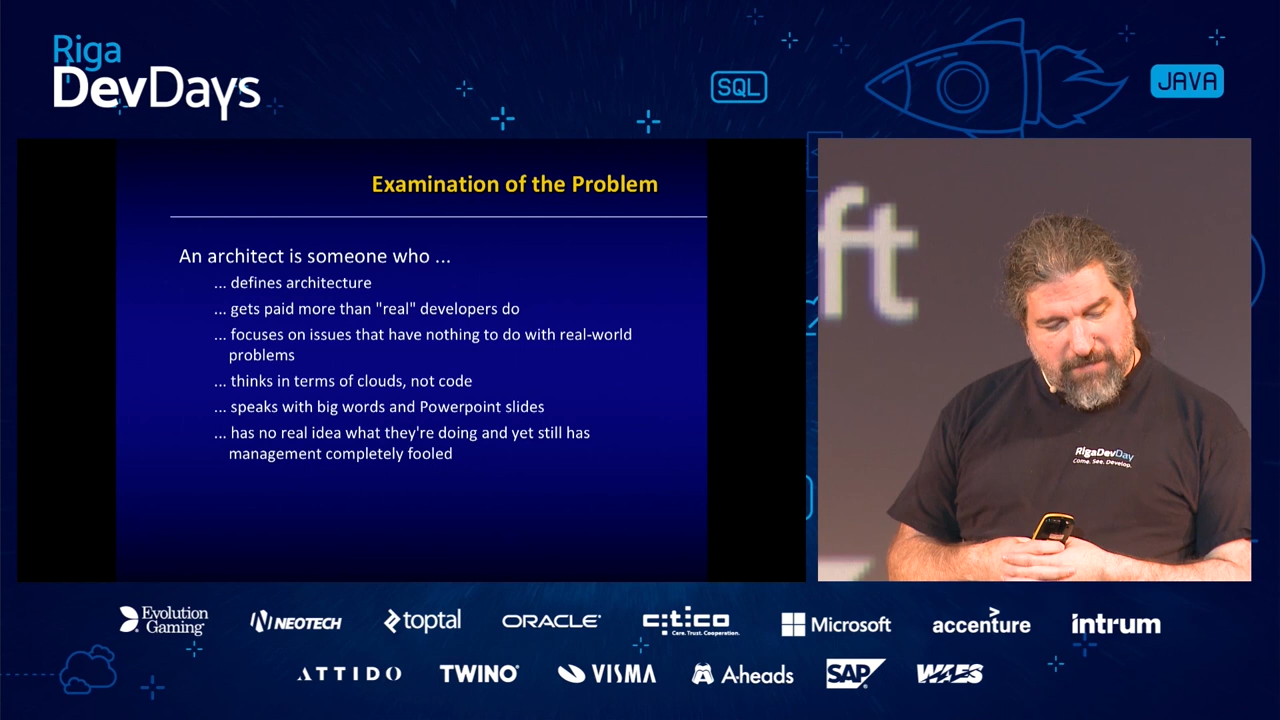 Riga
DevDays
SQL
JAVA
Examination of the Problem
An architect is someone who ...
... defines architecture
... gets paid more than "real" developers do
... focuses on issues that have nothing to do with real-world
problems
... thinks in terms of clouds, not code
... speaks with big words and Powerpoint slides
... has no real idea what they're doing and yet still has
management completely fooled
ft
RigaDevDay
Come. See. Develop.
Evolution
Gaming
NEOTECH
toptal
ORACLE
citico
Care. Trust. Cooperation.
Microsoft
accenture
intrum
ATTIDO
TWINO
VISMA
A-heads
SAP
WAES